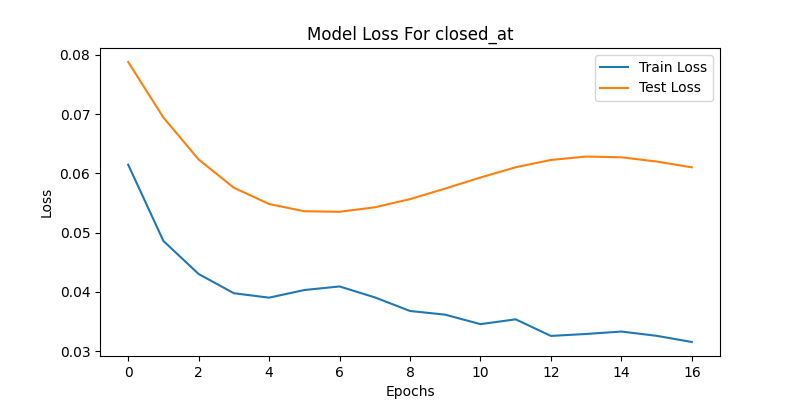 Model Loss For closed_at
Train Loss
Test Loss
0.08
0.07
0.06
0.05
0.04
0.03
Loss
0 2 4 6 8 10 12 14 16
Epochs